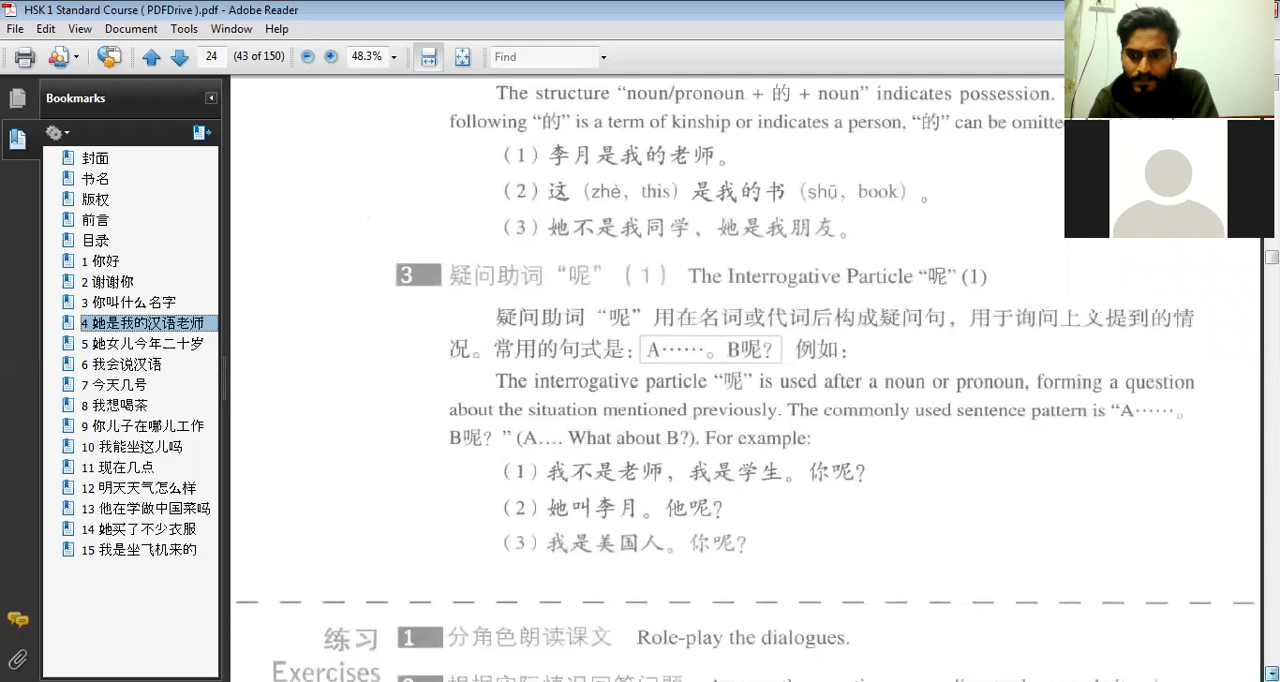 HSK 1 Standard Course ( PDFDrive ).pdf - Adobe Reader
File Edit View Document Tools Window Help
24 (43 of 150) 48.3% Find
Bookmarks
封面
书名
版权
前言
目录
1 你好
2 谢谢你
3 你叫什么名字
4 她是我的汉语老师
5 她女儿今年二十岁
6 我会说汉语
7 今天几号
8 我想喝茶
9 你儿子在哪儿工作
10 我能坐这儿吗
11 现在几点
12 明天天气怎么样
13 他在学做中国菜吗
14 她买了不少衣服
15 我是坐飞机来的
The structure “noun/pronoun + 的 + noun” indicates possession.
following “的” is a term of kinship or indicates a person, “的” can be omitte
（1）李月是我的老师。
（2）这（zhè, this）是我的书（shū, book）。
（3）她不是我同学，她是我朋友。
3 疑问助词“呢”（1） The Interrogative Particle “呢” (1)
疑问助词“呢”用在名词或代词后构成疑问句，用于询问上文提到的情
况。常用的句式是：A……。B呢？ 例如：
The interrogative particle “呢” is used after a noun or pronoun, forming a question
about the situation mentioned previously. The commonly used sentence pattern is “A……。
B呢？” (A…. What about B?). For example:
（1）我不是老师，我是学生。你呢？
（2）她叫李月。他呢？
（3）我是美国人。你呢？
练习
Exercises
1 分角色朗读课文 Role-play the dialogues.